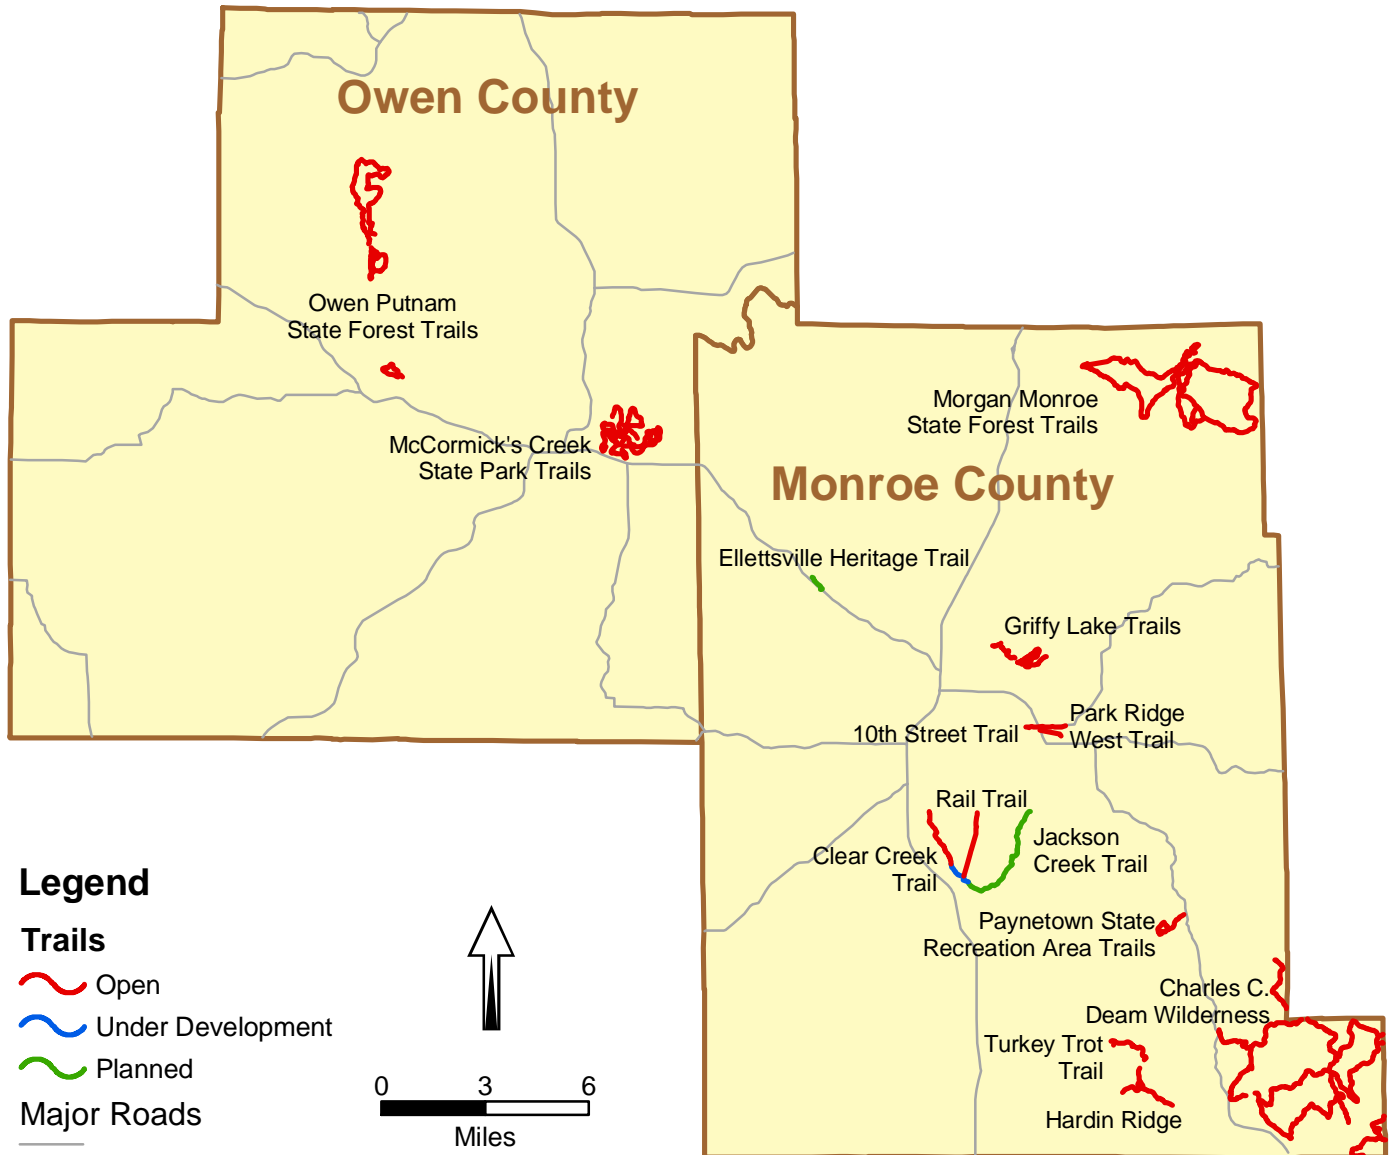 Owen County
Owen Putnam
State Forest Trails
McCormick's Creek
State Park Trails
Morgan Monroe
State Forest Trails
Monroe County
Ellettsville Heritage Trail
Griffy Lake Trails
10th Street Trail
Park Ridge
West Trail
Rail Trail
Clear Creek
Trail
Jackson
Creek Trail
Paynetown State
Recreation Area Trails
Charles C.
Deam Wilderness
Turkey Trot
Trail
Hardin Ridge
Legend
Trails
Open
Under Development
Planned
Major Roads
0 3 6
Miles